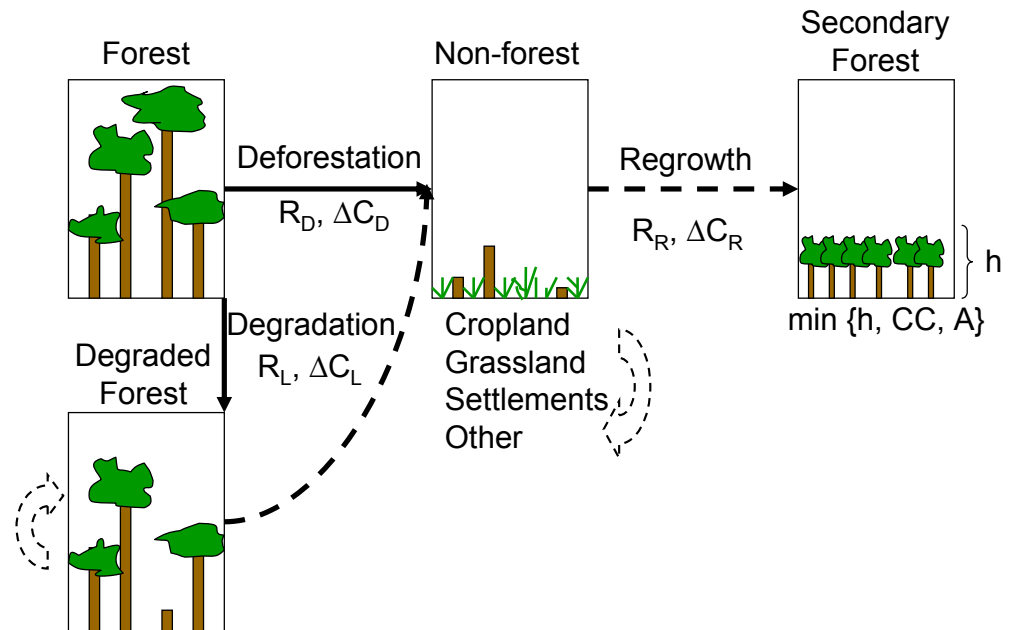 Forest
Non-forest
Secondary
Forest
Deforestation
R_D, ΔC_D
Regrowth
R_R, ΔC_R
h
min {h, CC, A}
Degradation
R_L, ΔC_L
Degraded
Forest
Cropland
Grassland
Settlements
Other